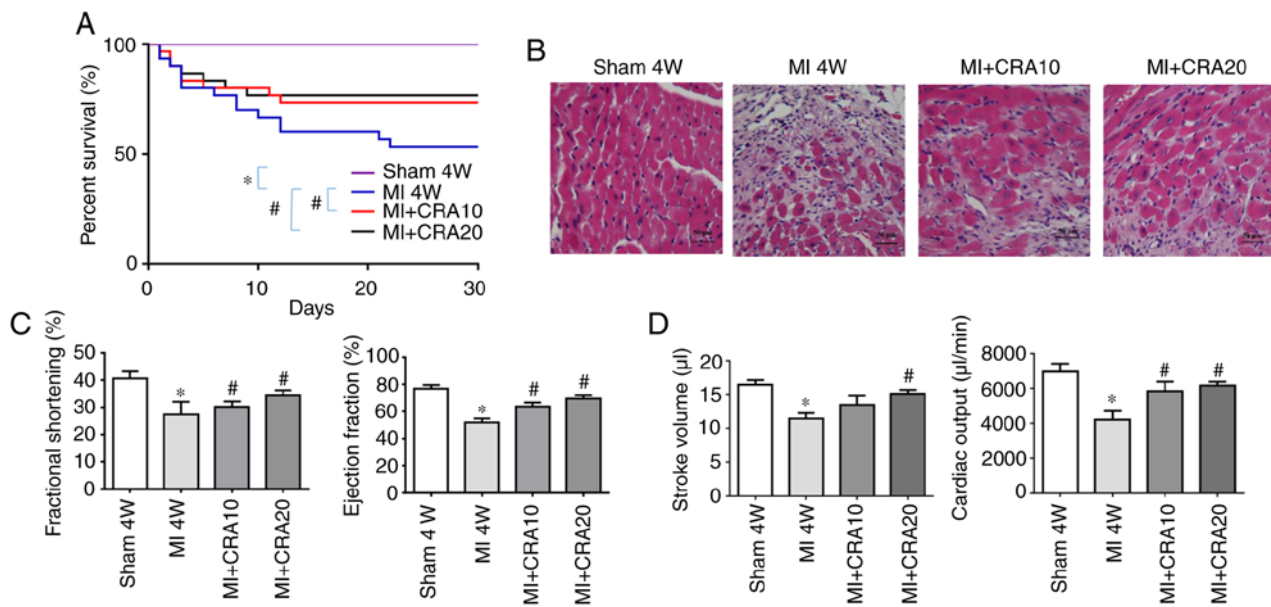 A
Percent survival (%)
100
50
0
0 10 20 30
Days
Sham 4W
MI 4W
MI+CRA10
MI+CRA20
*
#
#
B
Sham 4W MI 4W MI+CRA10 MI+CRA20
C
Fractional shortening (%)
50
40
30
20
10
0
*
#
#
Sham 4W
MI 4W
MI+CRA10
MI+CRA20
Ejection fraction (%)
100
80
60
40
20
0
*
#
#
Sham 4 W
MI 4W
MI+CRA10
MI+CRA20
D
Stroke volume (µl)
20
15
10
5
0
*
#
Sham 4W
MI 4W
MI+CRA10
MI+CRA20
Cardiac output (µl/min)
8000
6000
4000
2000
0
*
#
#
Sham 4W
MI 4W
MI+CRA10
MI+CRA20